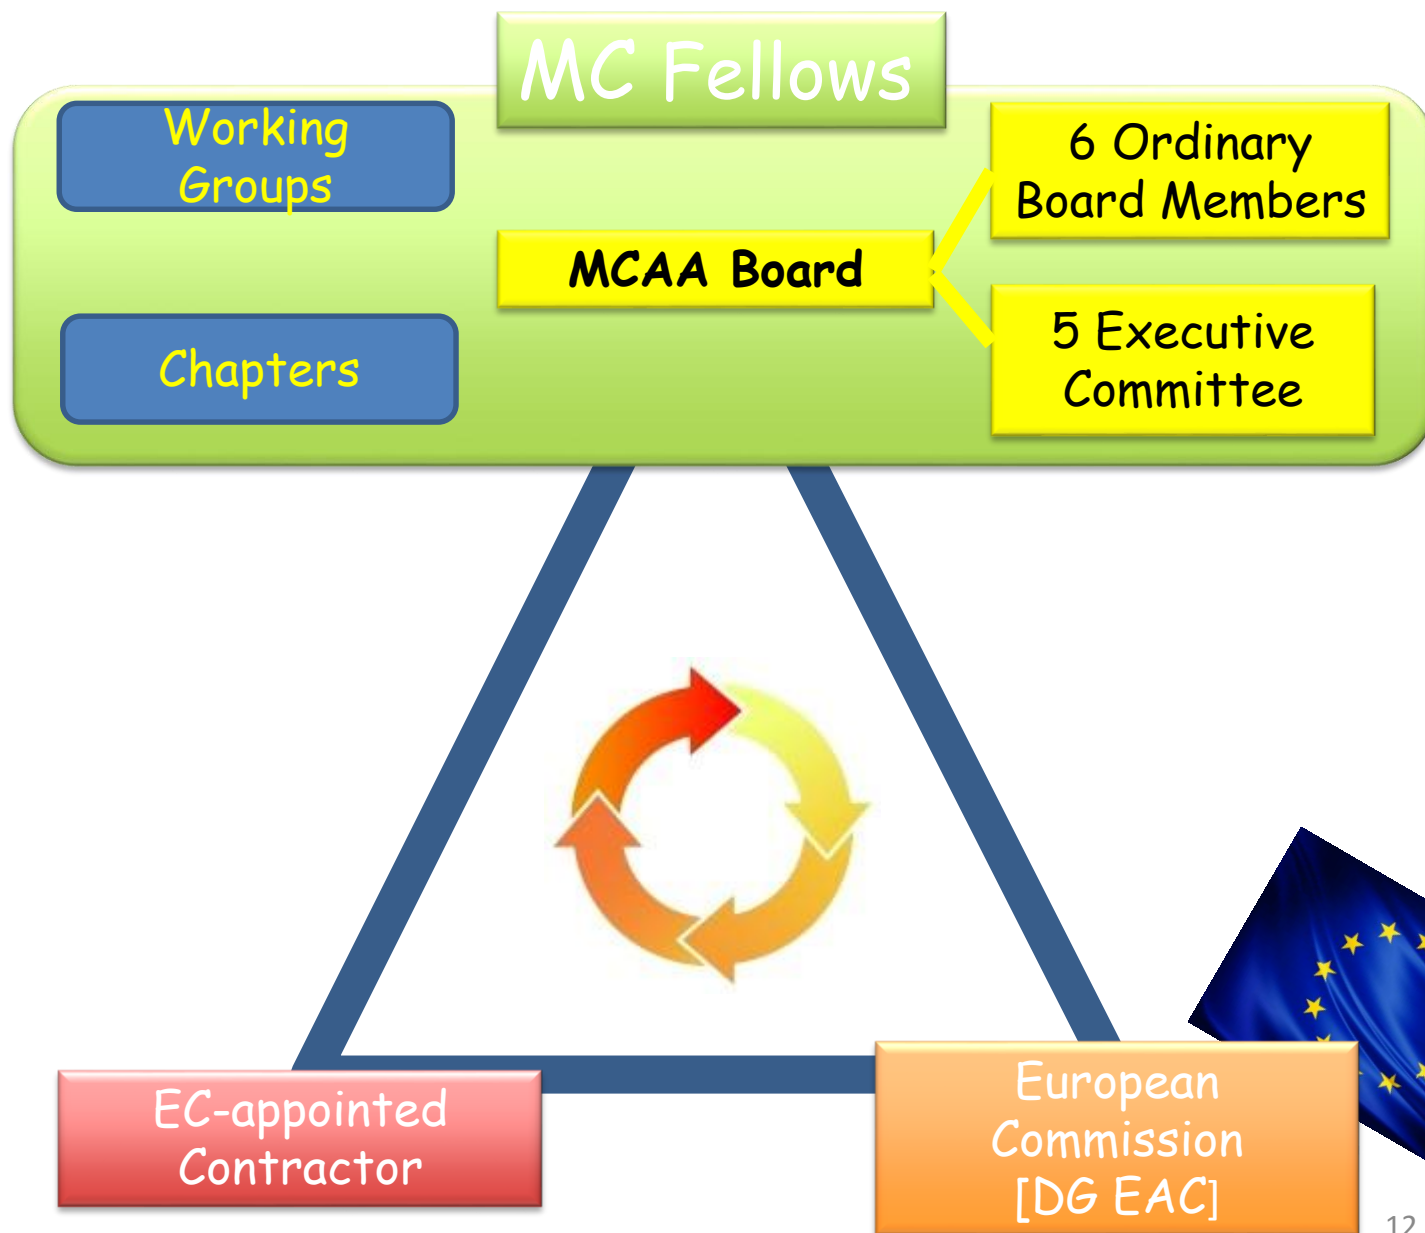 MC Fellows
Working
Groups
6 Ordinary
Board Members
MCAA Board
Chapters
5 Executive
Committee
EC-appointed
Contractor
European
Commission
[DG EAC]
12